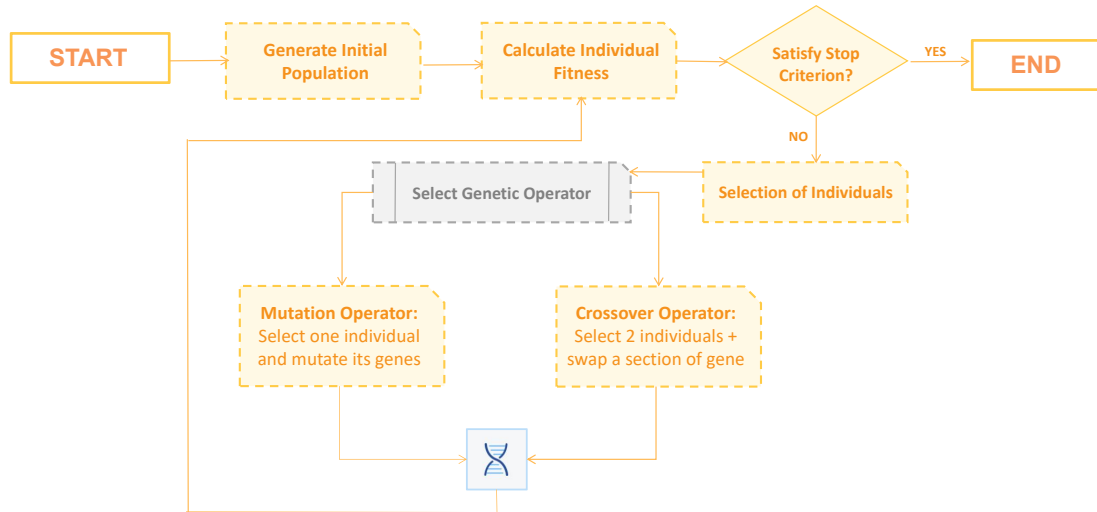 START
Generate Initial
Population
Calculate Individual
Fitness
Satisfy Stop
Criterion?
YES
END
NO
Select Genetic Operator
Selection of Individuals
Mutation Operator:
Select one individual
and mutate its genes
Crossover Operator:
Select 2 individuals +
swap a section of gene